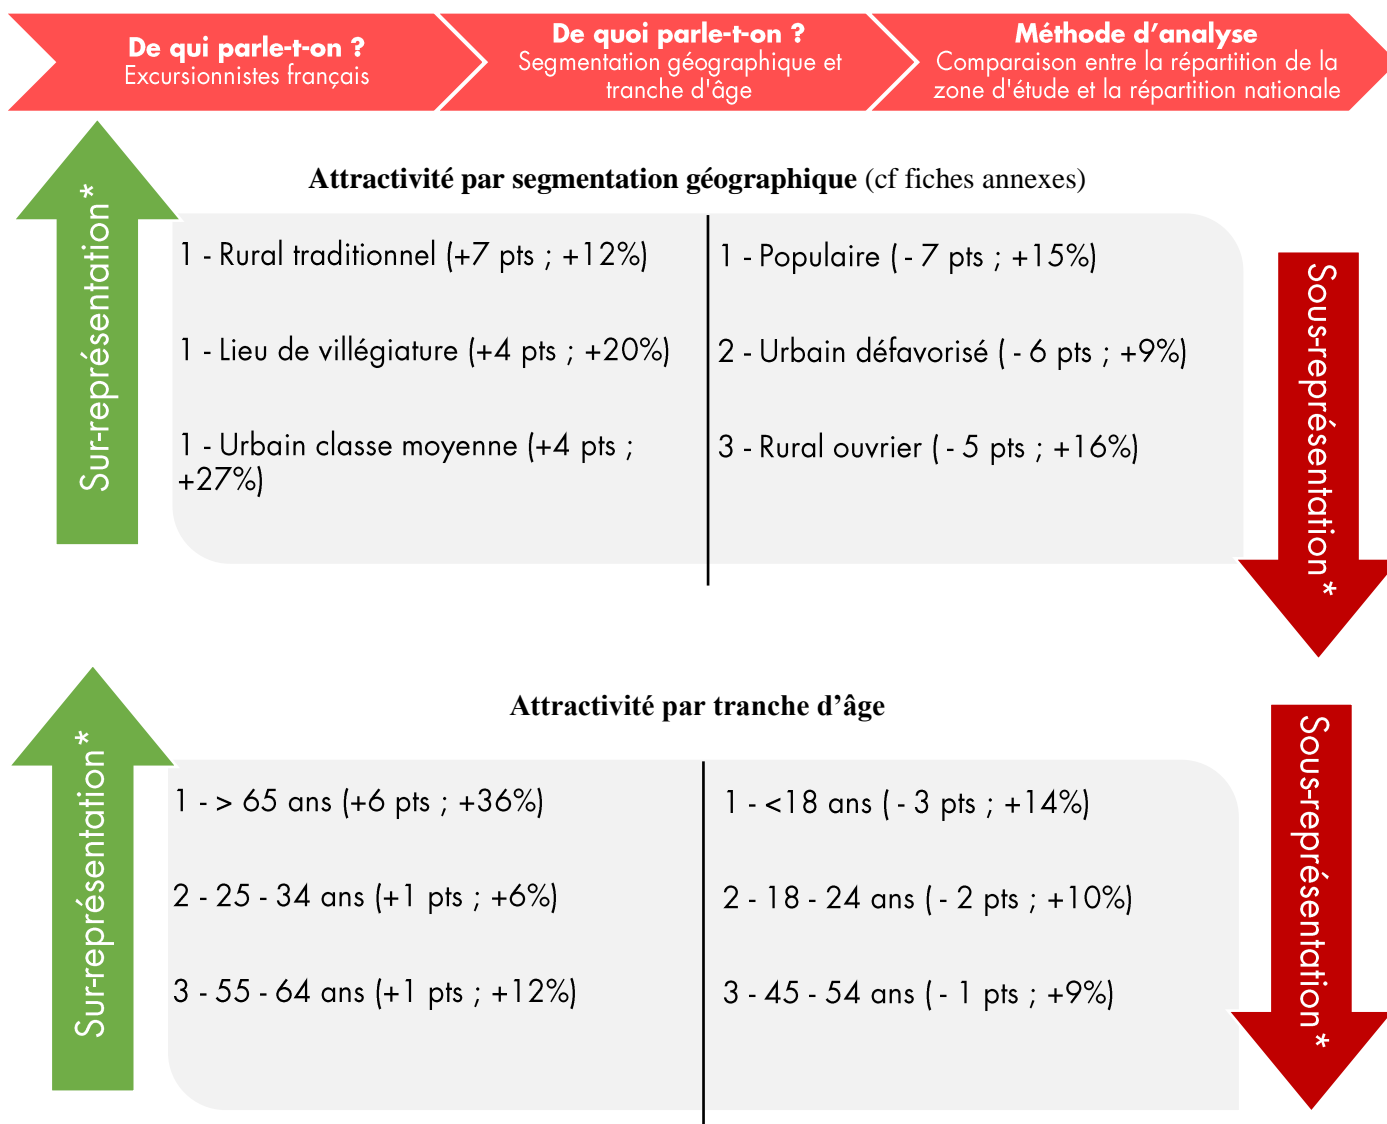 De qui parle-t-on ?
Excursionnistes français
De quoi parle-t-on ?
Segmentation géographique et
tranche d'âge
Méthode d'analyse
Comparaison entre la répartition de la
zone d'étude et la répartition nationale
Attractivité par segmentation géographique (cf fiches annexes)
Sur-représentation*
1 - Rural traditionnel (+7 pts ; +12%)
1 - Lieu de villégiature (+4 pts ; +20%)
1 - Urbain classe moyenne (+4 pts ;
+27%)
1 - Populaire ( - 7 pts ; +15%)
2 - Urbain défavorisé ( - 6 pts ; +9%)
3 - Rural ouvrier ( - 5 pts ; +16%)
Sous-représentation*
Attractivité par tranche d’âge
Sur-représentation*
1 - > 65 ans (+6 pts ; +36%)
2 - 25 - 34 ans (+1 pts ; +6%)
3 - 55 - 64 ans (+1 pts ; +12%)
1 - <18 ans ( - 3 pts ; +14%)
2 - 18 - 24 ans ( - 2 pts ; +10%)
3 - 45 - 54 ans ( - 1 pts ; +9%)
Sous-représentation*